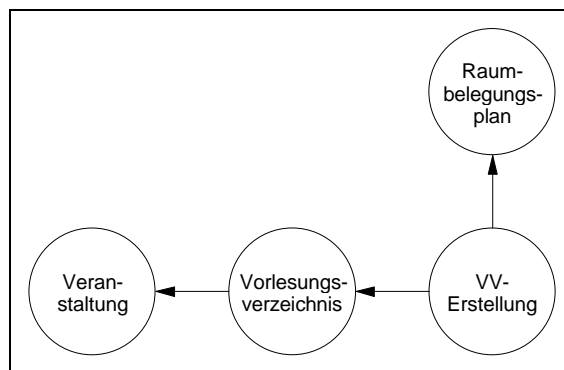 Raum-
belegungs-
plan
Veran-
staltung
Vorlesungs-
verzeichnis
VV-
Erstellung